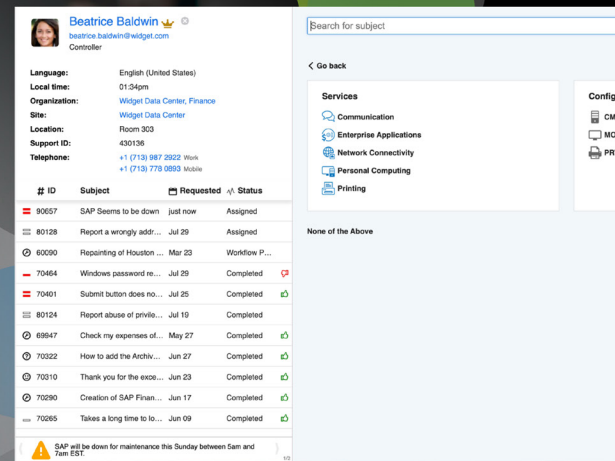 Beatrice Baldwin
beatrice.baldwin@widget.com
Controller
Language: English (United States)
Local time: 01:34pm
Organization: Widget Data Center, Finance
Site: Widget Data Center
Location: Room 303
Support ID: 430136
Telephone: +1 (713) 987 2922 Work
+1 (713) 778 0893 Mobile
# ID Subject Requested Status
90657 SAP Seems to be down just now Assigned
80128 Report a wrongly addr... Jul 29 Assigned
60090 Repainting of Houston ... Mar 23 Workflow P...
70464 Windows password re... Jul 29 Completed
70401 Submit button does no... Jul 25 Completed
80124 Report abuse of privile... Jul 19 Completed
69947 Check my expenses of... May 27 Completed
70322 How to add the Archiv... Jun 27 Completed
70310 Thank you for the exce... Jun 23 Completed
70290 Creation of SAP Finan... Jun 17 Completed
70265 Takes a long time to lo... Jun 09 Completed
SAP will be down for maintenance this Sunday between 5am and
7am EST.
1/2
Search for subject
Go back
Services
Communication
Enterprise Applications
Network Connectivity
Personal Computing
Printing
None of the Above
Config
CM
MO
PR